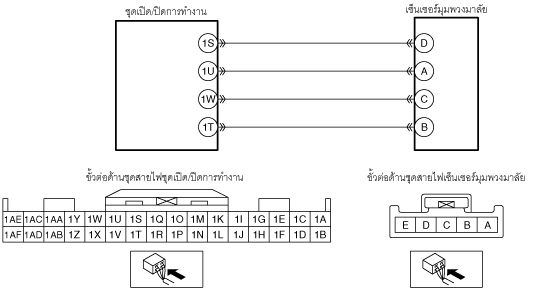 ชุดเปิด/ปิดการทำงาน
เซ็นเซอร์มุมพวงมาลัย
1S D
1U A
1W C
1T B
ขั้วต่อด้านชุดสายไฟชุดเปิด/ปิดการทำงาน
ขั้วต่อด้านชุดสายไฟเซ็นเซอร์มุมพวงมาลัย
1AE 1AC 1AA 1Y 1W 1U 1S 1Q 1O 1M 1K 1I 1G 1E 1C 1A
1AF 1AD 1AB 1Z 1X 1V 1T 1R 1P 1N 1L 1J 1H 1F 1D 1B
E D C B A